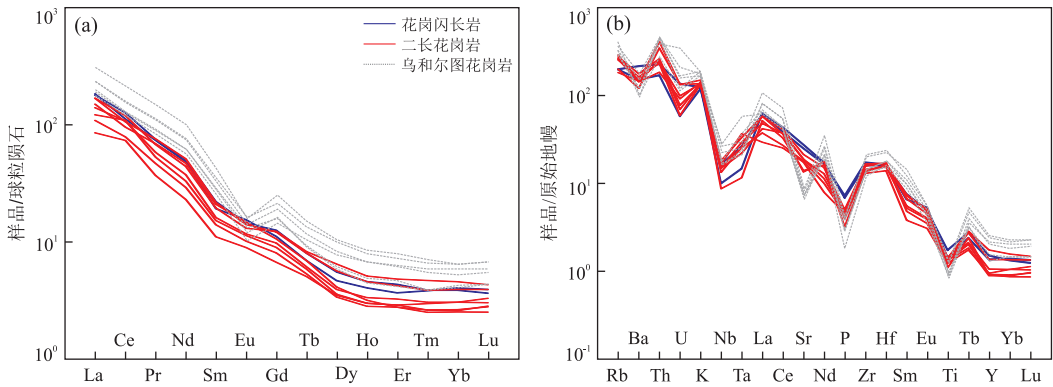 10³
(a)
花岗闪长岩
二长花岗岩
乌和尔图花岗岩
10²
样品/球粒陨石
10¹
10⁰
Ce
Nd
Eu
Tb
Ho
Tm
Lu
La
Pr
Sm
Gd
Dy
Er
Yb
10³
(b)
10²
样品/原始地幔
10¹
10⁰
10⁻¹
Ba
U
Nb
La
Sr
P
Hf
Eu
Tb
Yb
Rb
Th
K
Ta
Ce
Nd
Zr
Sm
Ti
Y
Lu